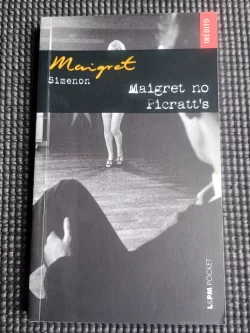 INÉDITO
Maigret
Simenon
Maigret no
Picratt's
L&PM POCKET